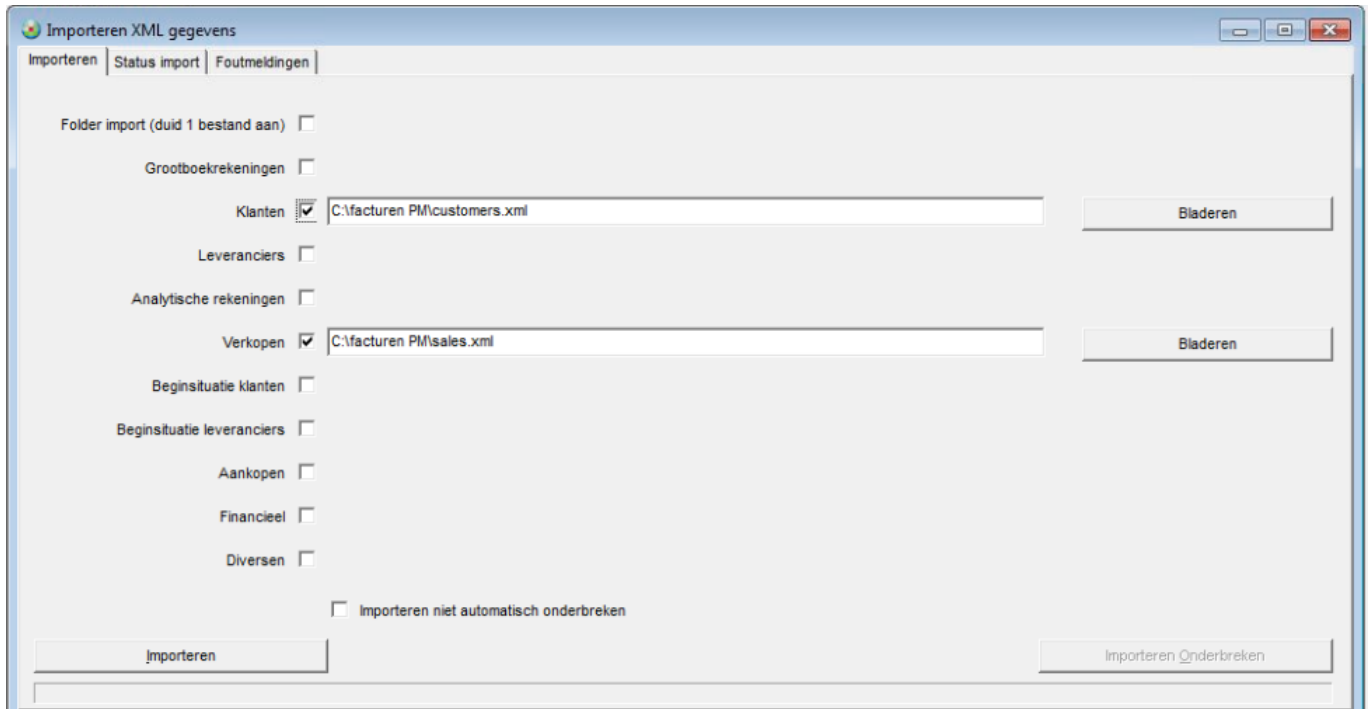 Importeren XML gegevens
Importeren Status import Foutmeldingen
Folder import (duid 1 bestand aan)
Grootboekrekeningen
Klanten C:\facturen PM\customers.xml Bladeren
Leveranciers
Analytische rekeningen
Verkopen C:\facturen PM\sales.xml Bladeren
Beginsituatie klanten
Beginsituatie leveranciers
Aankopen
Financieel
Diversen
Importeren niet automatisch onderbreken
Importeren Importeren Onderbreken